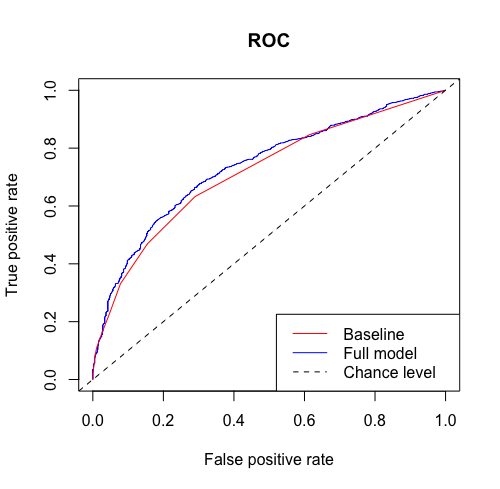 ROC
True positive rate
1.0
0.8
0.6
0.4
0.2
0.0
Baseline
Full model
Chance level
0.0 0.2 0.4 0.6 0.8 1.0
False positive rate